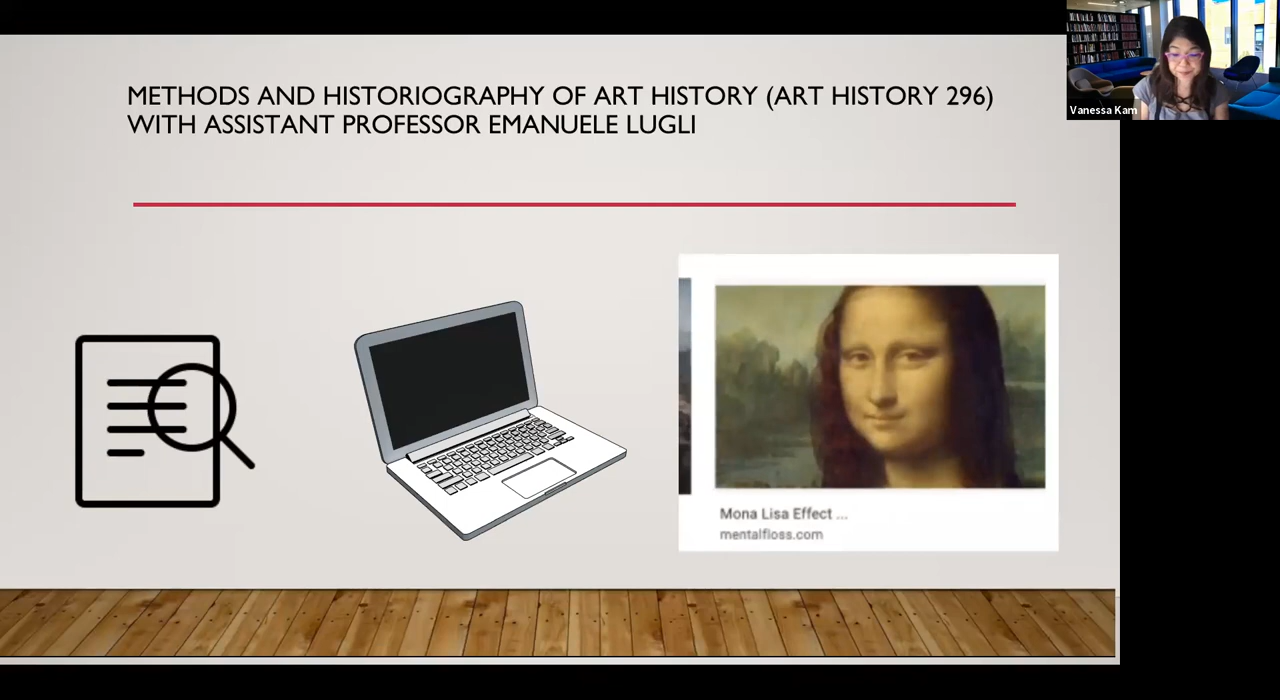 METHODS AND HISTORIOGRAPHY OF ART HISTORY (ART HISTORY 296)
WITH ASSISTANT PROFESSOR EMANUELE LUGLI
Vanessa Kam
Mona Lisa Effect ...
mentalfloss.com